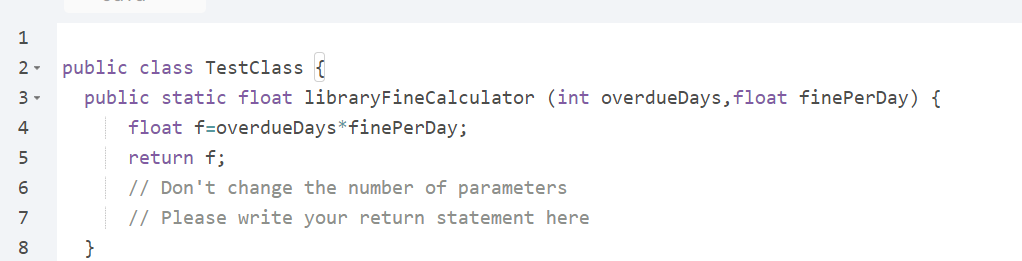 1
2 public class TestClass {
3 public static float libraryFineCalculator (int overdueDays,float finePerDay) {
4 float f=overdueDays*finePerDay;
5 return f;
6 // Don't change the number of parameters
7 // Please write your return statement here
8 }